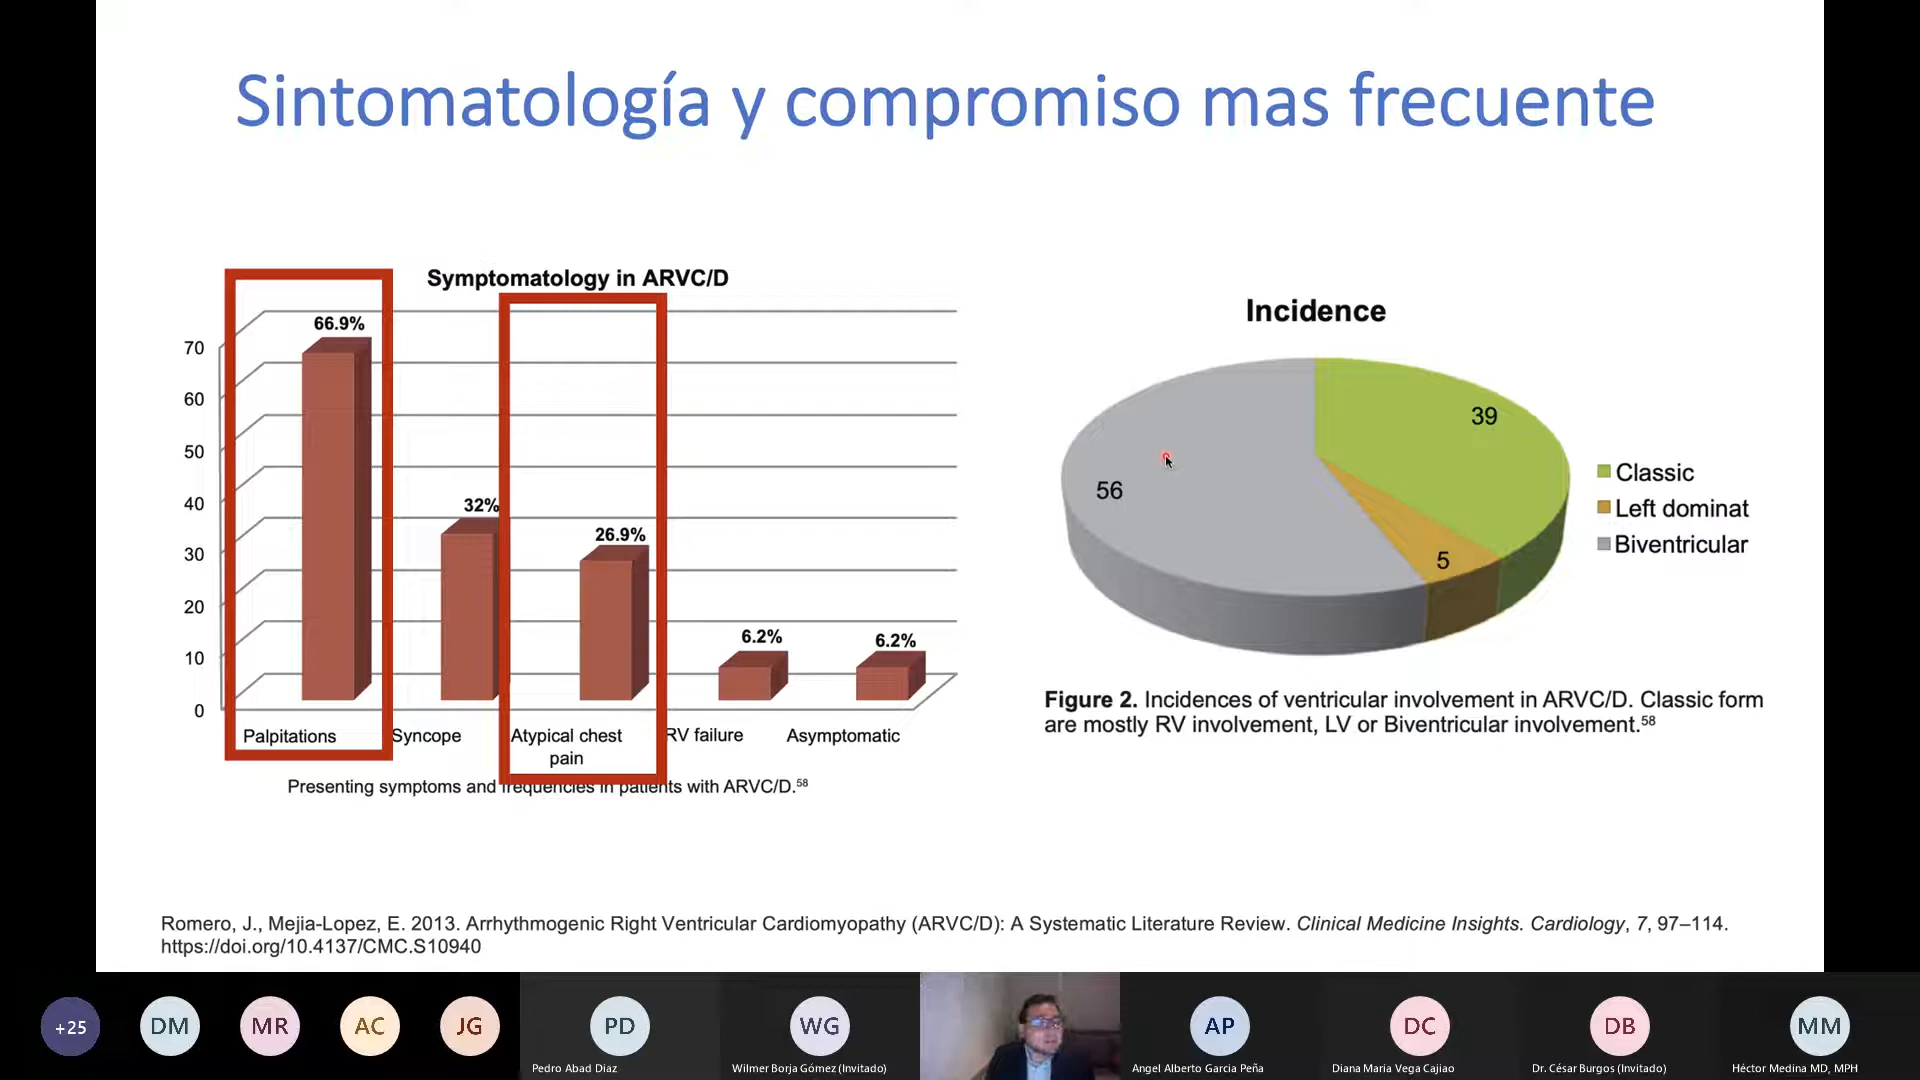 Sintomatología y compromiso mas frecuente
Symptomatology in ARVC/D
66.9%
32%
26.9%
6.2%
6.2%
70
60
50
40
30
20
10
0
Palpitations
Syncope
Atypical chest
pain
RV failure
Asymptomatic
Presenting symptoms and frequencies in patients with ARVC/D.58
Incidence
39
56
5
Classic
Left dominat
Biventricular
Figure 2. Incidences of ventricular involvement in ARVC/D. Classic form
are mostly RV involvement, LV or Biventricular involvement.58
Romero, J., Mejia-Lopez, E. 2013. Arrhythmogenic Right Ventricular Cardiomyopathy (ARVC/D): A Systematic Literature Review. Clinical Medicine Insights. Cardiology, 7, 97–114.
https://doi.org/10.4137/CMC.S10940
+25
DM
MR
AC
JG
PD
WG
AP
DC
DB
MM
Pedro Abad Diaz
Wilmer Borja Gómez (Invitado)
Angel Alberto Garcia Peña
Diana Maria Vega Cajiao
Dr. César Burgos (Invitado)
Héctor Medina MD, MPH